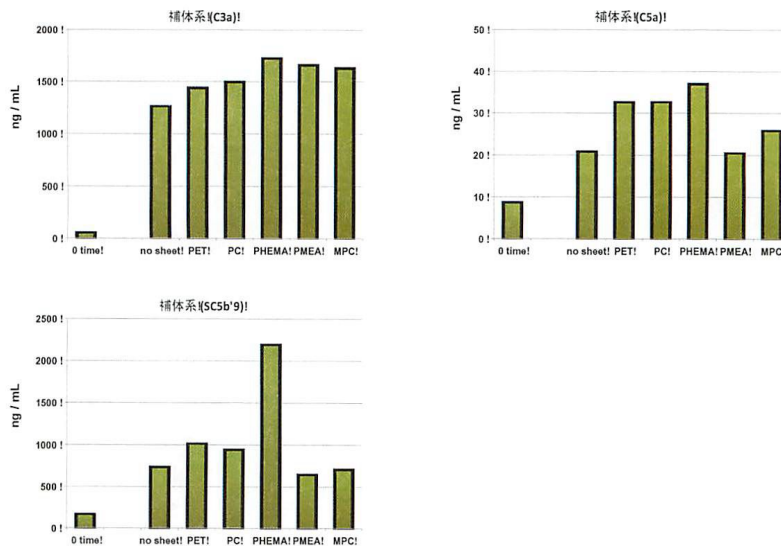 補体系!(C3a)!
2000 !
1500 !
1000 !
500 !
0 !
ng / mL
0 time! no sheet! PET! PC! PHEMA! PMEA! MPC!
補体系!(C5a)!
50 !
40 !
30 !
20 !
10 !
0 !
ng / mL
0 time! no sheet! PET! PC! PHEMA! PMEA! MPC
補体系!(SC5b'9)!
2500 !
2000 !
1500 !
1000 !
500 !
0 !
ng / mL
0 time! no sheet! PET! PC! PHEMA! PMEA! MPC!